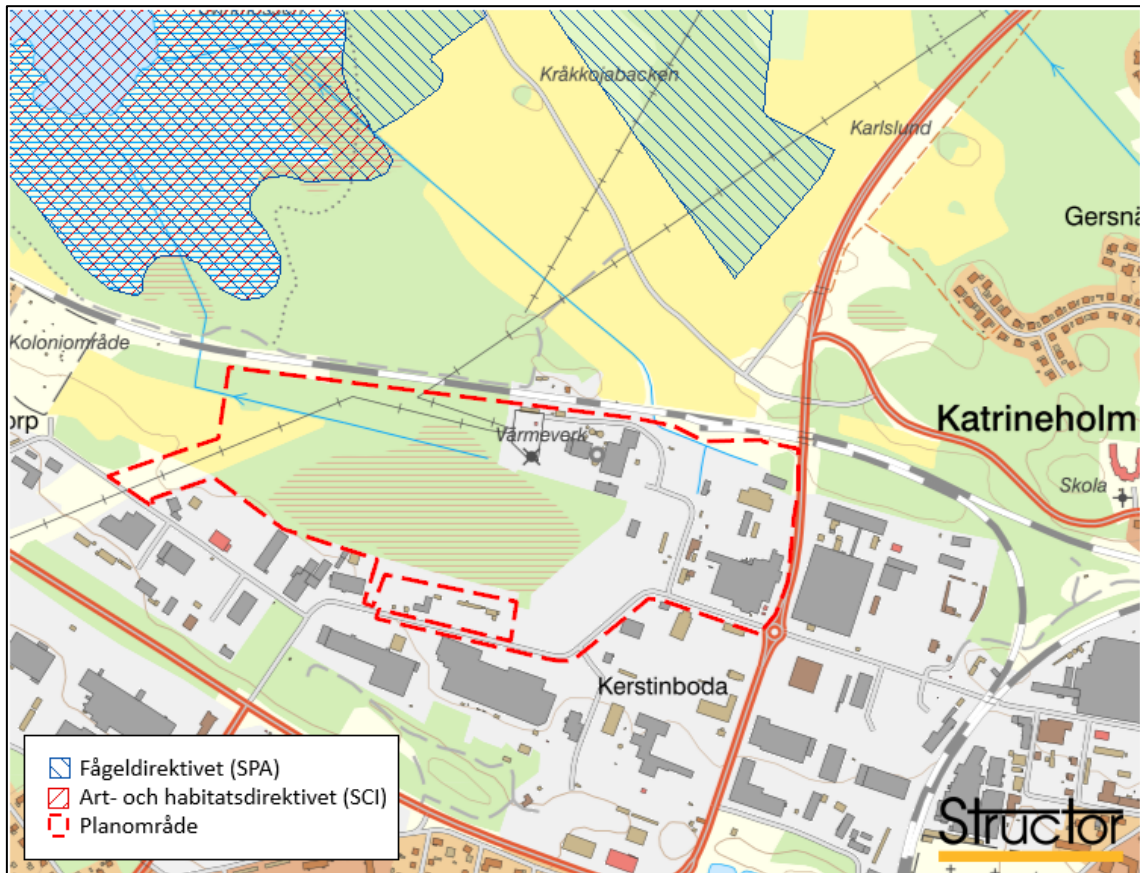 Kråkkojabacken
Karlslund
Gersnä
Koloniområde
orp
Värmeverk
Katrineholm
Skola
Kerstinboda
Fågeldirektivet (SPA)
Art- och habitatsdirektivet (SCI)
Planområde
Structor